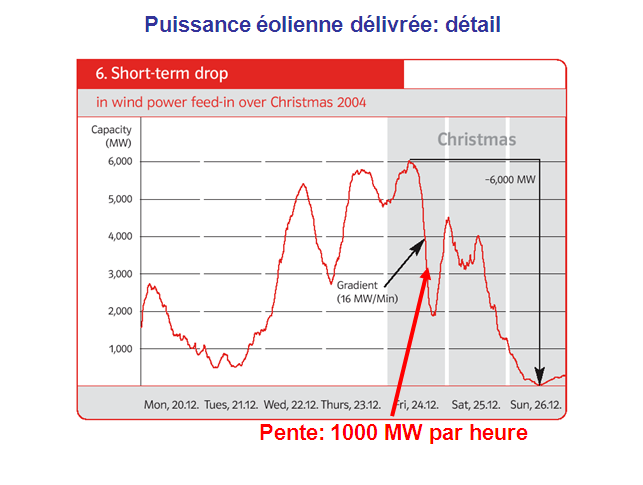 Puissance éolienne délivrée: détail
6. Short-term drop
in wind power feed-in over Christmas 2004
Capacity
(MW)
Christmas
6,000
–6,000 MW
5,000
4,000
3,000
Gradient
(16 MW/Min)
2,000
1,000
Mon, 20.12. Tues, 21.12. Wed, 22.12. Thurs, 23.12. Fri, 24.12. Sat, 25.12. Sun, 26.12.
Pente: 1000 MW par heure